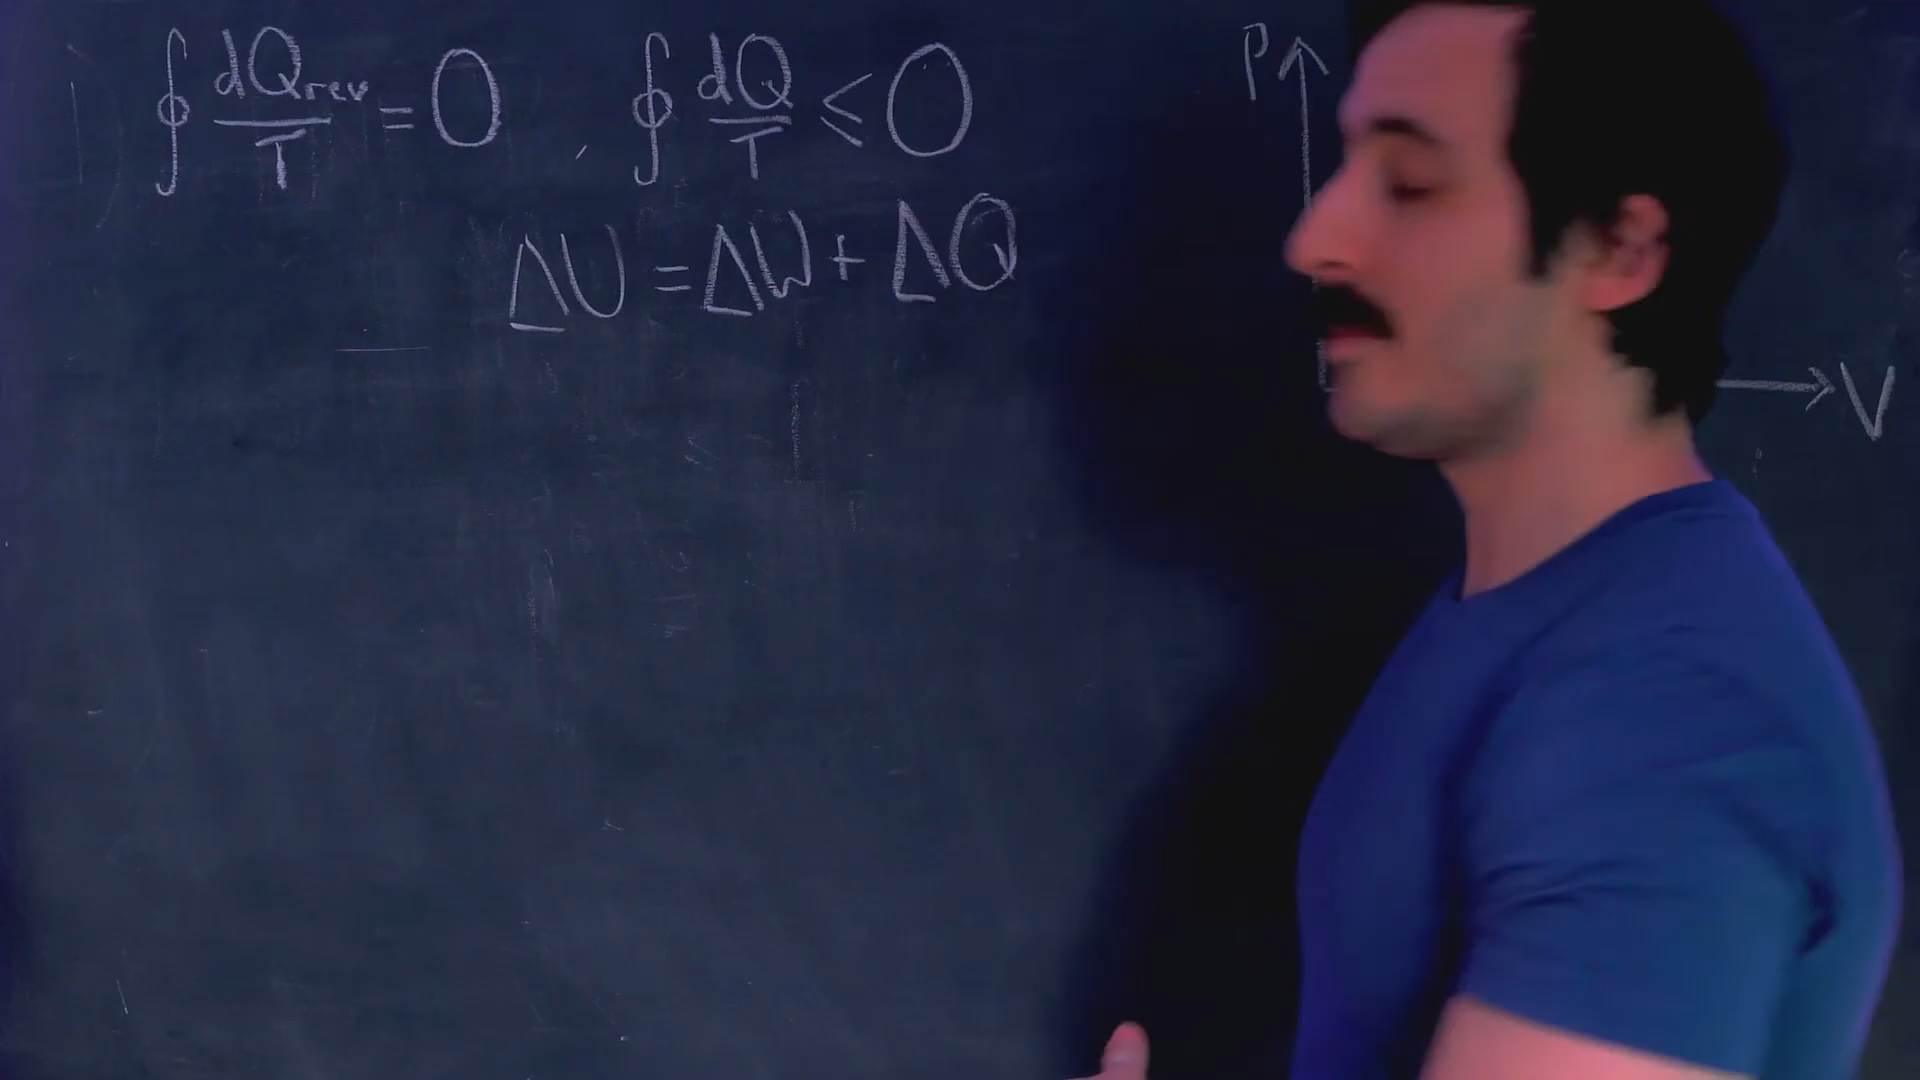 ∮ dQrev/T = 0 , ∮ dQ/T ≤ 0
ΔU = ΔW + ΔQ
P
V